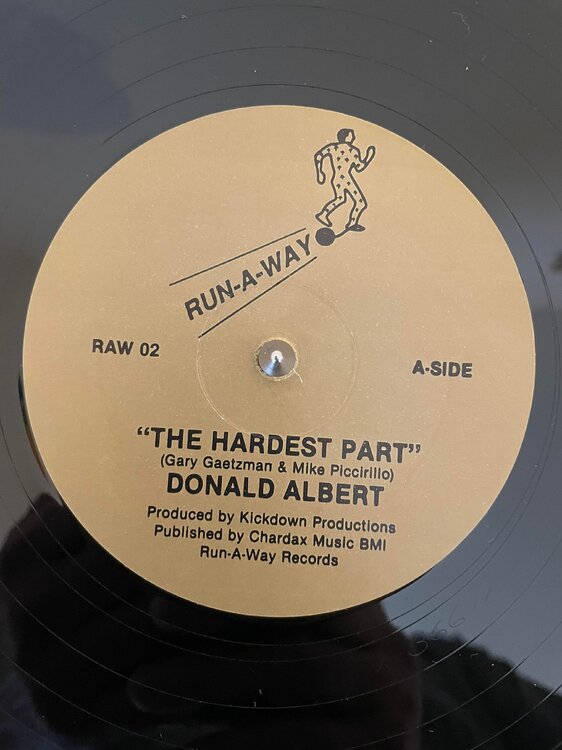 RUN-A-WAY
RAW 02
A-SIDE
“THE HARDEST PART”
(Gary Gaetzman & Mike Piccirillo)
DONALD ALBERT
Produced by Kickdown Productions
Published by Chardax Music BMI
Run-A-Way Records